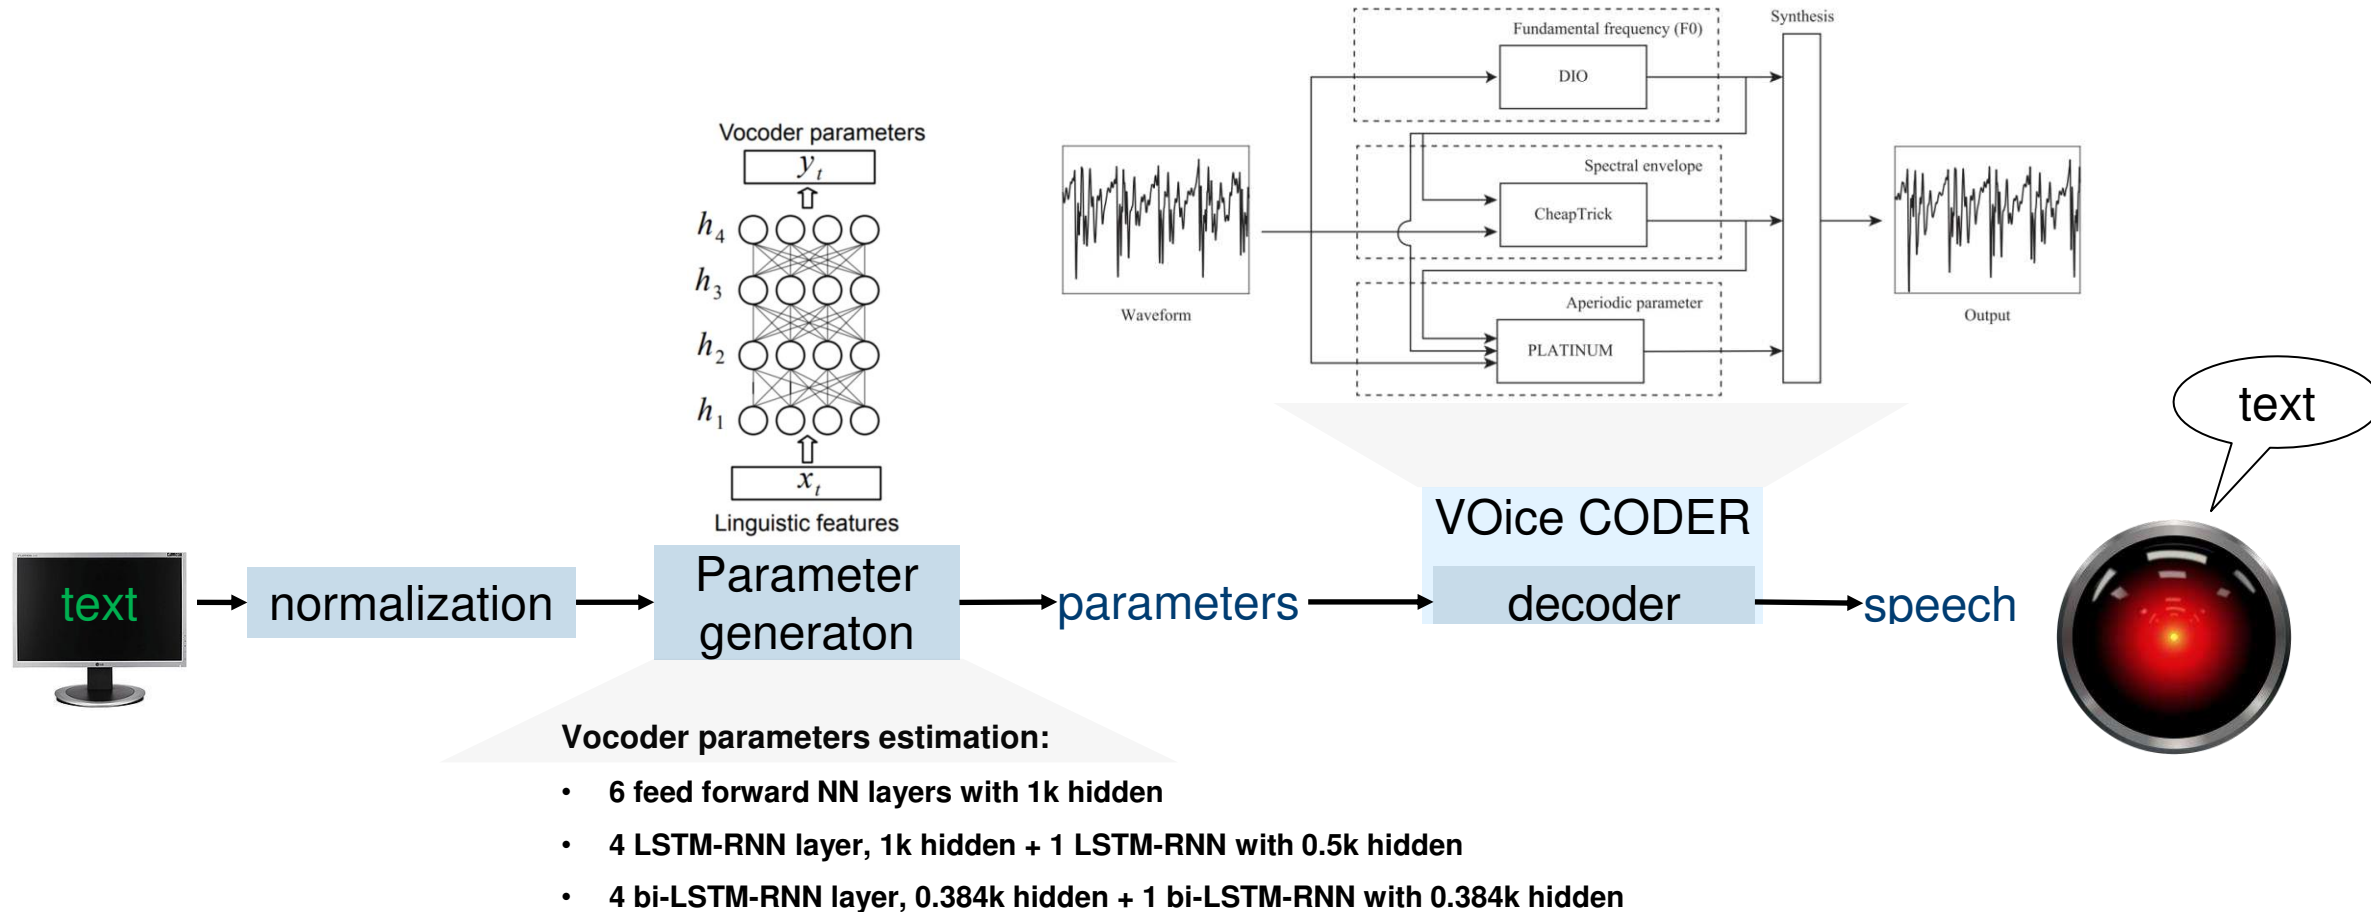 Synthesis
Fundamental frequency (F0)
DIO
Vocoder parameters
y_t
Spectral envelope
CheapTrick
h_4
h_3
Aperiodic parameter
Waveform
Output
PLATINUM
h_2
h_1
text
x_t
Linguistic features
VOice CODER
text
normalization
Parameter
generaton
parameters
decoder
speech
Vocoder parameters estimation:
• 6 feed forward NN layers with 1k hidden
• 4 LSTM-RNN layer, 1k hidden + 1 LSTM-RNN with 0.5k hidden
• 4 bi-LSTM-RNN layer, 0.384k hidden + 1 bi-LSTM-RNN with 0.384k hidden